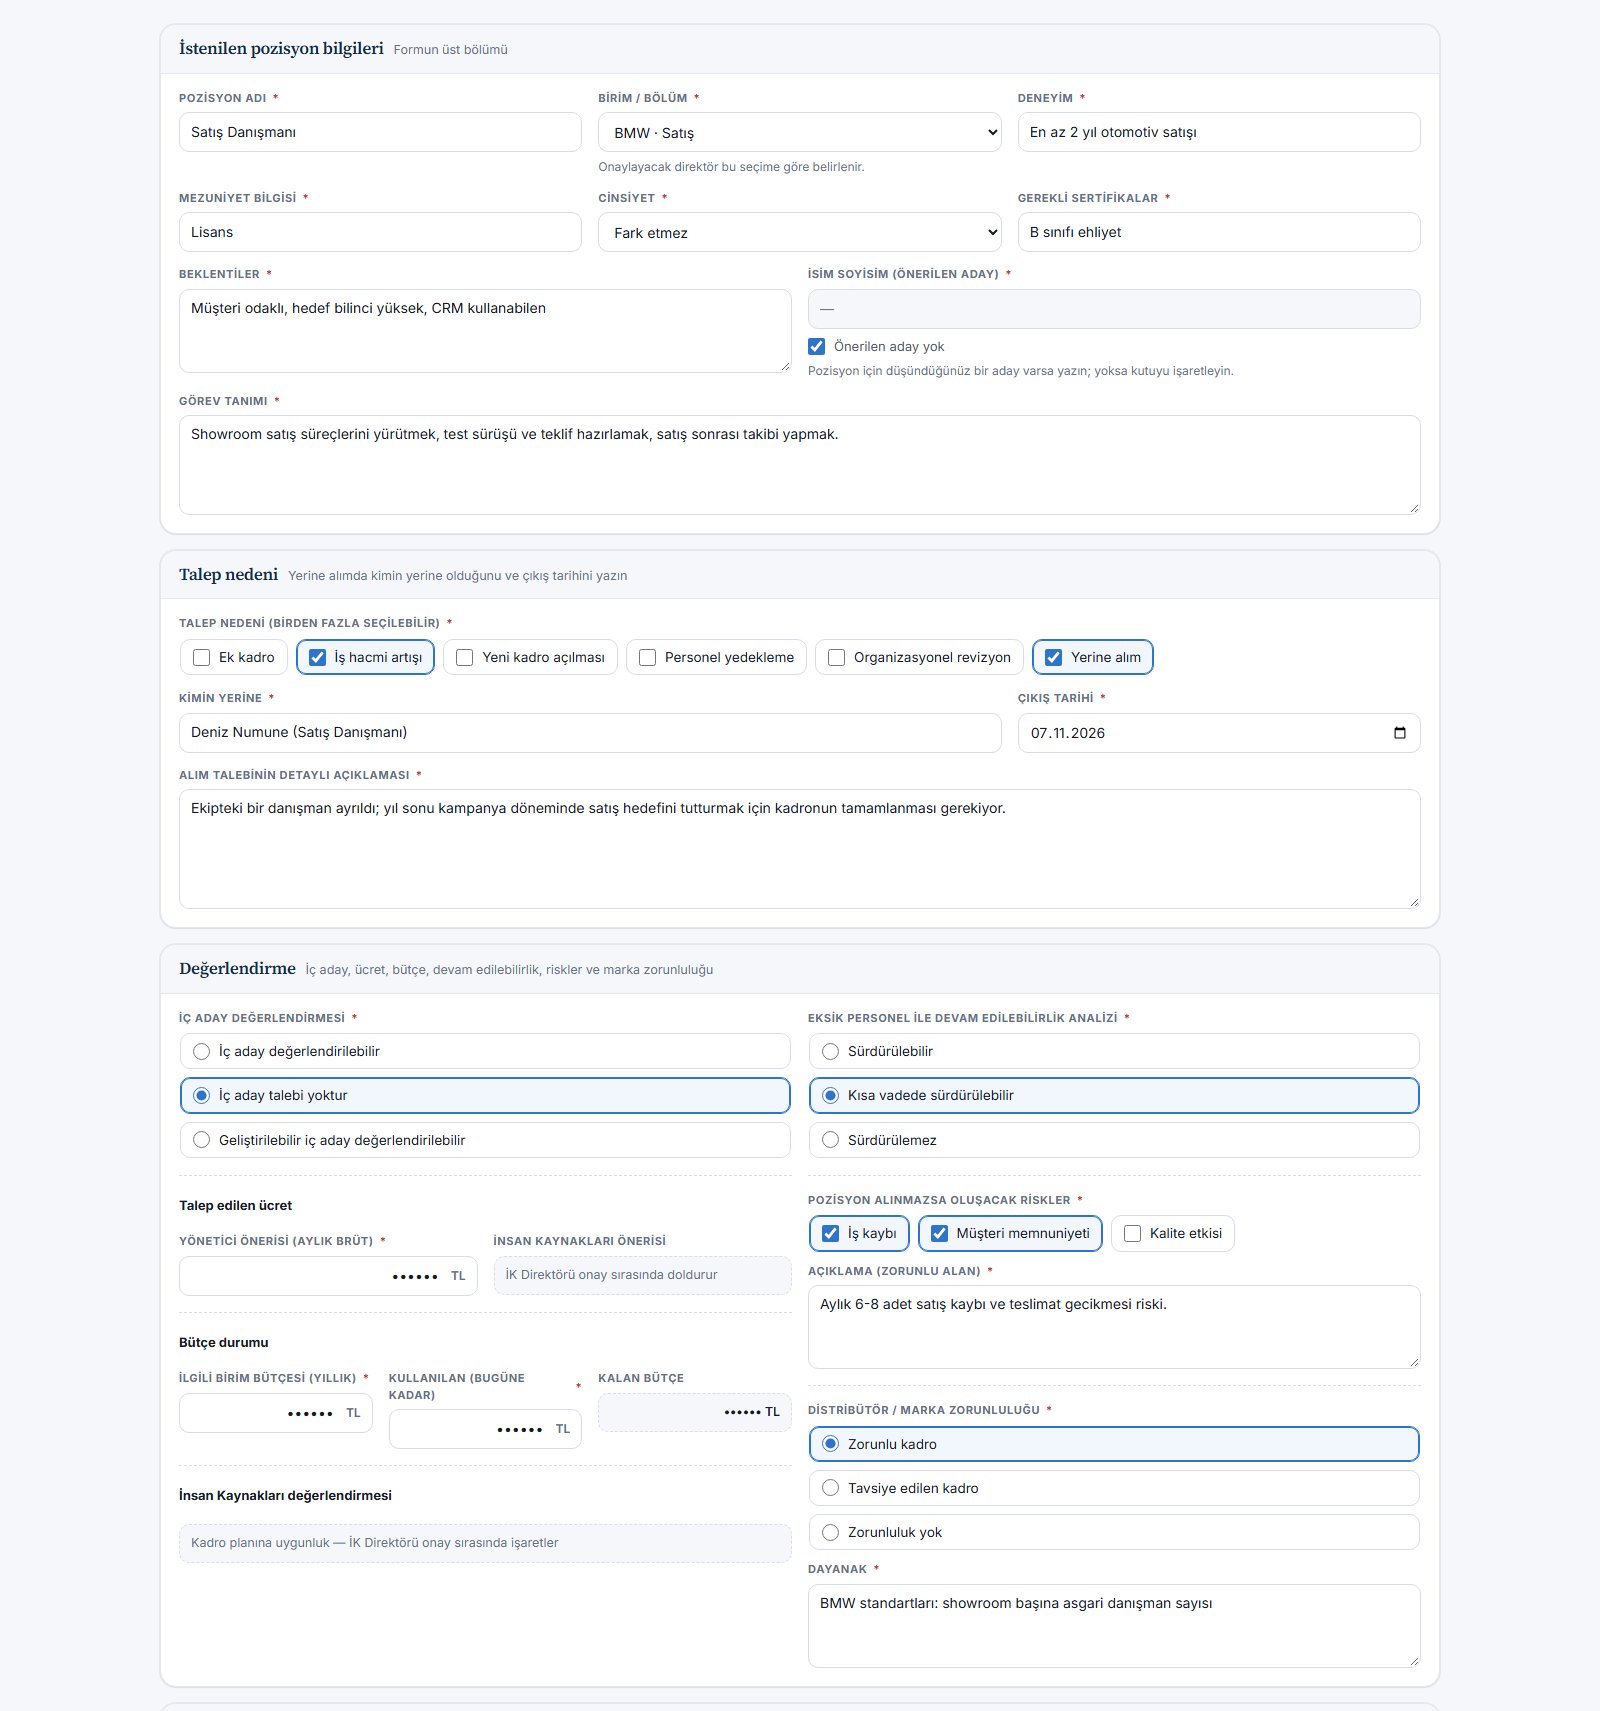 İstenilen pozisyon bilgileri Formun üst bölümü
POZİSYON ADI *
Satış Danışmanı
BİRİM / BÖLÜM *
BMW · Satış
Onaylayacak direktör bu seçime göre belirlenir.
DENEYİM *
En az 2 yıl otomotiv satışı
MEZUNİYET BİLGİSİ *
Lisans
CİNSİYET *
Fark etmez
GEREKLİ SERTİFİKALAR *
B sınıfı ehliyet
BEKLENTİLER *
Müşteri odaklı, hedef bilinci yüksek, CRM kullanabilen
İSİM SOYİSİM (ÖNERİLEN ADAY) *
—
Önerilen aday yok
Pozisyon için düşündüğünüz bir aday varsa yazın; yoksa kutuyu işaretleyin.
GÖREV TANIMI *
Showroom satış süreçlerini yürütmek, test sürüşü ve teklif hazırlamak, satış sonrası takibi yapmak.
Talep nedeni Yerine alımda kimin yerine olduğunu ve çıkış tarihini yazın
TALEP NEDENİ (BİRDEN FAZLA SEÇİLEBİLİR) *
Ek kadro
İş hacmi artışı
Yeni kadro açılması
Personel yedekleme
Organizasyonel revizyon
Yerine alım
KİMİN YERİNE *
Deniz Numune (Satış Danışmanı)
ÇIKIŞ TARİHİ *
07.11.2026
ALIM TALEBİNİN DETAYLI AÇIKLAMASI *
Ekipteki bir danışman ayrıldı; yıl sonu kampanya döneminde satış hedefini tutturmak için kadronun tamamlanması gerekiyor.
Değerlendirme İç aday, ücret, bütçe, devam edilebilirlik, riskler ve marka zorunluluğu
İÇ ADAY DEĞERLENDİRMESİ *
İç aday değerlendirilebilir
İç aday talebi yoktur
Geliştirilebilir iç aday değerlendirilebilir
Talep edilen ücret
YÖNETİCİ ÖNERİSİ (AYLIK BRÜT) *
•••••• TL
İNSAN KAYNAKLARI ÖNERİSİ
İK Direktörü onay sırasında doldurur
Bütçe durumu
İLGİLİ BİRİM BÜTÇESİ (YILLIK) *
•••••• TL
KULLANILAN (BUGÜNE
KADAR) *
•••••• TL
KALAN BÜTÇE
•••••• TL
İnsan Kaynakları değerlendirmesi
Kadro planına uygunluk — İK Direktörü onay sırasında işaretler
EKSİK PERSONEL İLE DEVAM EDİLEBİLİRLİK ANALİZİ *
Sürdürülebilir
Kısa vadede sürdürülebilir
Sürdürülemez
POZİSYON ALINMAZSA OLUŞACAK RİSKLER *
İş kaybı
Müşteri memnuniyeti
Kalite etkisi
AÇIKLAMA (ZORUNLU ALAN) *
Aylık 6-8 adet satış kaybı ve teslimat gecikmesi riski.
DİSTRİBÜTÖR / MARKA ZORUNLULUĞU *
Zorunlu kadro
Tavsiye edilen kadro
Zorunluluk yok
DAYANAK *
BMW standartları: showroom başına asgari danışman sayısı